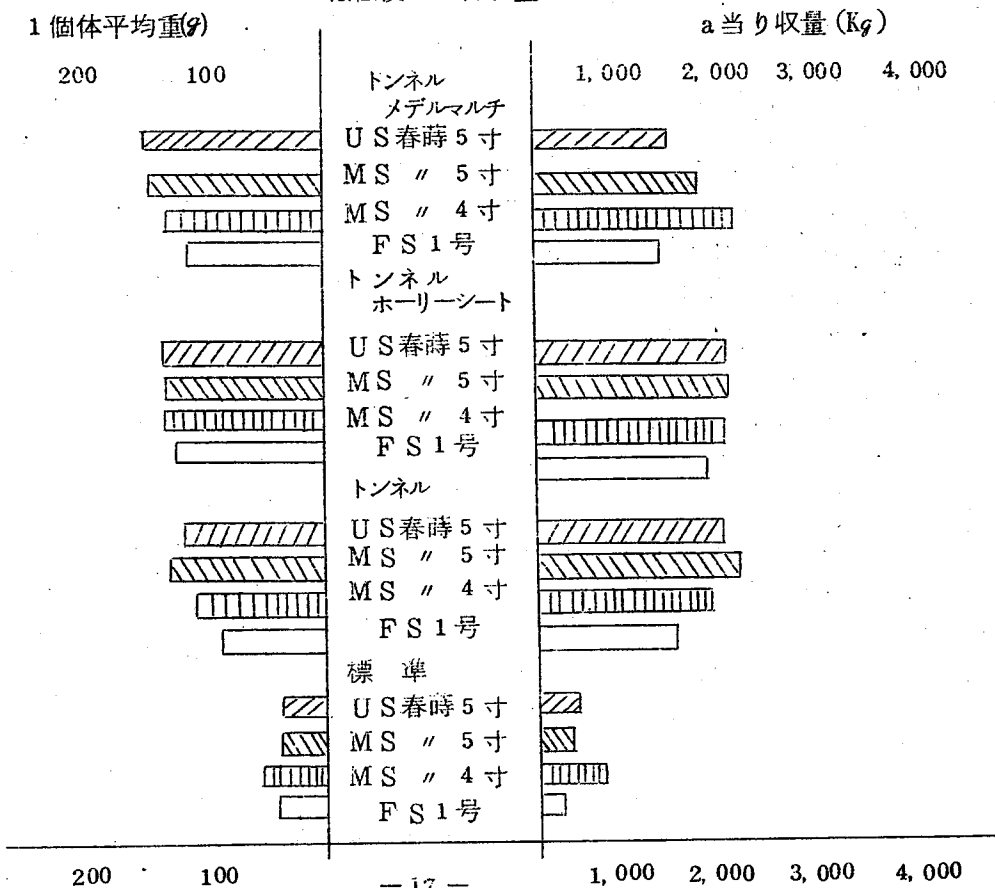 1個体平均重(g)
a当り収量(Kg)
200 100
1,000 2,000 3,000 4,000
トンネル
メデルマルチ
US春蒔5寸
MS 〃 5寸
MS 〃 4寸
FS1号
トンネル
ホーリーシート
US春蒔5寸
MS 〃 5寸
MS 〃 4寸
FS1号
トンネル
US春蒔5寸
MS 〃 5寸
MS 〃 4寸
FS1号
標準
US春蒔5寸
MS 〃 5寸
MS 〃 4寸
FS1号
200 100
1,000 2,000 3,000 4,000
— 17 —